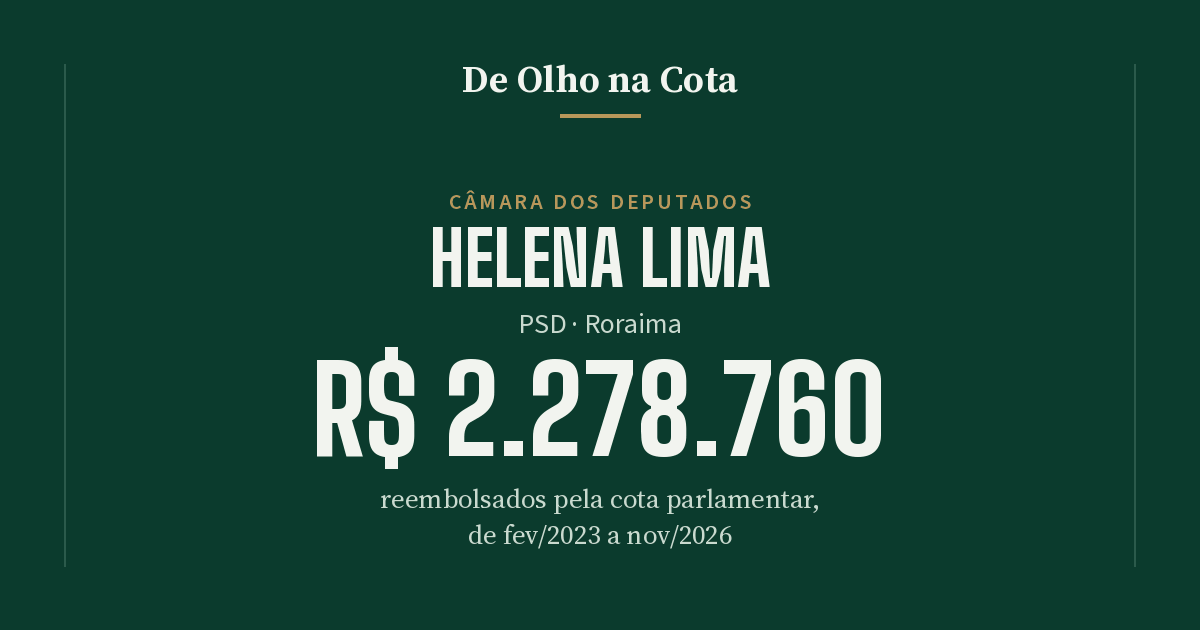 De Olho na Cota
CÂMARA DOS DEPUTADOS
HELENA LIMA
PSD · Roraima
R$ 2.278.760
reembolsados pela cota parlamentar,
de fev/2023 a nov/2026